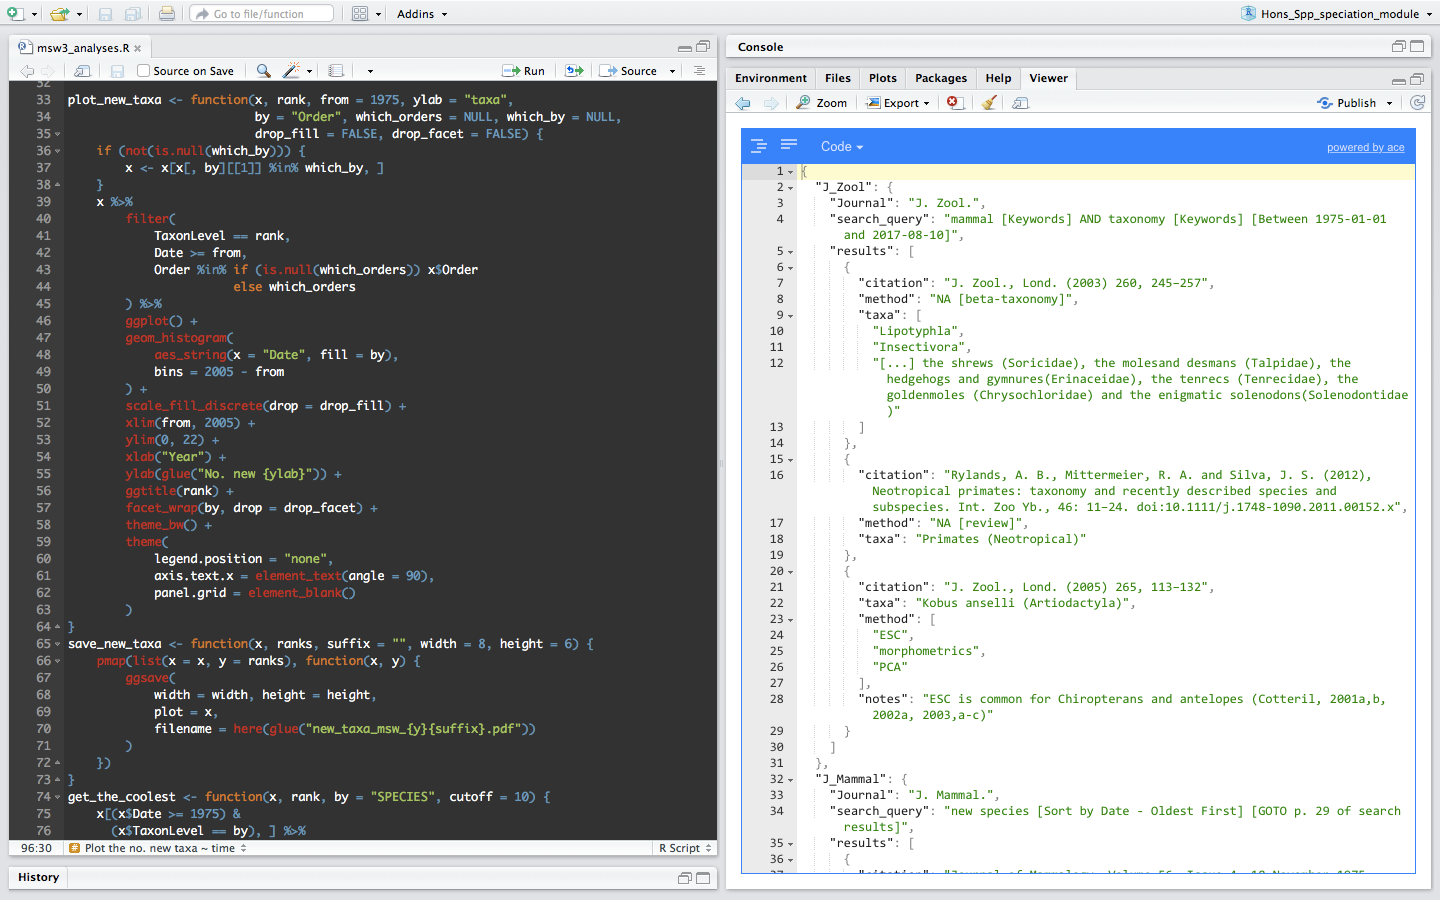 Go to file/function
Addins
Hons_Spp_speciation_module
msw3_analyses.R
Source on Save
Run
Source
32
33 plot_new_taxa <- function(x, rank, from = 1975, ylab = "taxa",
34 by = "Order", which_orders = NULL, which_by = NULL,
35 drop_fill = FALSE, drop_facet = FALSE) {
36 if (not(is.null(which_by))) {
37 x <- x[x[, by][[1]] %in% which_by, ]
38 }
39 x %>%
40 filter(
41 TaxonLevel == rank,
42 Date >= from,
43 Order %in% if (is.null(which_orders)) x$Order
44 else which_orders
45 ) %>%
46 ggplot() +
47 geom_histogram(
48 aes_string(x = "Date", fill = by),
49 bins = 2005 - from
50 ) +
51 scale_fill_discrete(drop = drop_fill) +
52 xlim(from, 2005) +
53 ylim(0, 22) +
54 xlab("Year") +
55 ylab(glue("No. new {ylab}")) +
56 ggtitle(rank) +
57 facet_wrap(by, drop = drop_facet) +
58 theme_bw() +
59 theme(
60 legend.position = "none",
61 axis.text.x = element_text(angle = 90),
62 panel.grid = element_blank()
63 )
64 }
65 save_new_taxa <- function(x, ranks, suffix = "", width = 8, height = 6) {
66 pmap(list(x = x, y = ranks), function(x, y) {
67 ggsave(
68 width = width, height = height,
69 plot = x,
70 filename = here(glue("new_taxa_msw_{y}{suffix}.pdf"))
71 )
72 })
73 }
74 get_the_coolest <- function(x, rank, by = "SPECIES", cutoff = 10) {
75 x[(x$Date >= 1975) &
76 (x$TaxonLevel == by), ] %>%
96:30
# Plot the no. new taxa ~ time
R Script
History
Console
Environment Files Plots Packages Help Viewer
Zoom Export Publish
Code
powered by ace
1 {
2 "J_Zool": {
3 "Journal": "J. Zool.",
4 "search_query": "mammal [Keywords] AND taxonomy [Keywords] [Between 1975-01-01
and 2017-08-10]",
5 "results": [
6 {
7 "citation": "J. Zool., Lond. (2003) 260, 245–257",
8 "method": "NA [beta-taxonomy]",
9 "taxa": [
10 "Lipotyphla",
11 "Insectivora",
12 "[...] the shrews (Soricidae), the molesand desmans (Talpidae), the
hedgehogs and gymnures(Erinaceidae), the tenrecs (Tenrecidae), the
goldenmoles (Chrysochloridae) and the enigmatic solenodons(Solenodontidae
)"
13 ]
14 },
15 {
16 "citation": "Rylands, A. B., Mittermeier, R. A. and Silva, J. S. (2012),
Neotropical primates: taxonomy and recently described species and
subspecies. Int. Zoo Yb., 46: 11–24. doi:10.1111/j.1748-1090.2011.00152.x",
17 "method": "NA [review]",
18 "taxa": "Primates (Neotropical)"
19 },
20 {
21 "citation": "J. Zool., Lond. (2005) 265, 113–132",
22 "taxa": "Kobus anselli (Artiodactyla)",
23 "method": [
24 "ESC",
25 "morphometrics",
26 "PCA"
27 ],
28 "notes": "ESC is common for Chiropterans and antelopes (Cotteril, 2001a,b,
2002a, 2003,a-c)"
29 }
30 ]
31 },
32 "J_Mammal": {
33 "Journal": "J. Mammal.",
34 "search_query": "new species [Sort by Date - Oldest First] [GOTO p. 29 of search
results]",
35 "results": [
36 {
37 "citation": "Journal of Mammalogy, Volume 56, Issue 4, 18 November 1975,